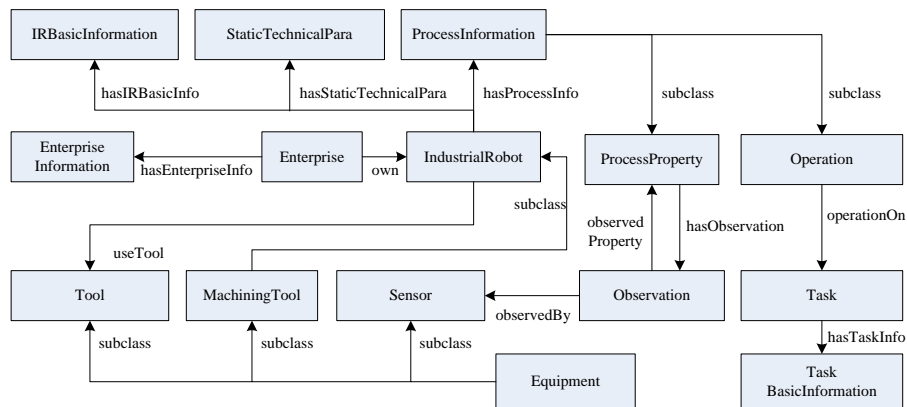 IRBasicInformation
StaticTechnicalPara
ProcessInformation
hasIRBasicInfo
hasStaticTechnicalPara
hasProcessInfo
subclass
subclass
Enterprise
Information
hasEnterpriseInfo
Enterprise
own
IndustrialRobot
ProcessProperty
Operation
subclass
observed
Property
hasObservation
operationOn
useTool
Tool
MachiningTool
Sensor
observedBy
Observation
Task
subclass
subclass
subclass
hasTaskInfo
Equipment
Task
BasicInformation